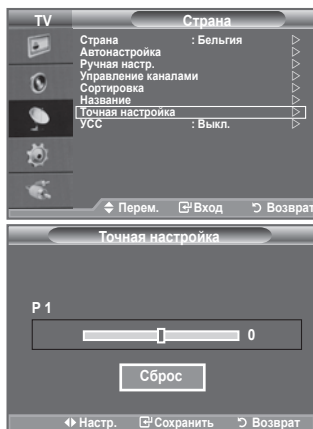 TV Страна
Страна : Бельгия
Автонастройка
Ручная настр.
Управление каналами
Сортировка
Название
Точная настройка
УСС : Выкл.
Перем. Вход Возврат
Точная настройка
P 1
0
Сброс
Настр. Сохранить Возврат